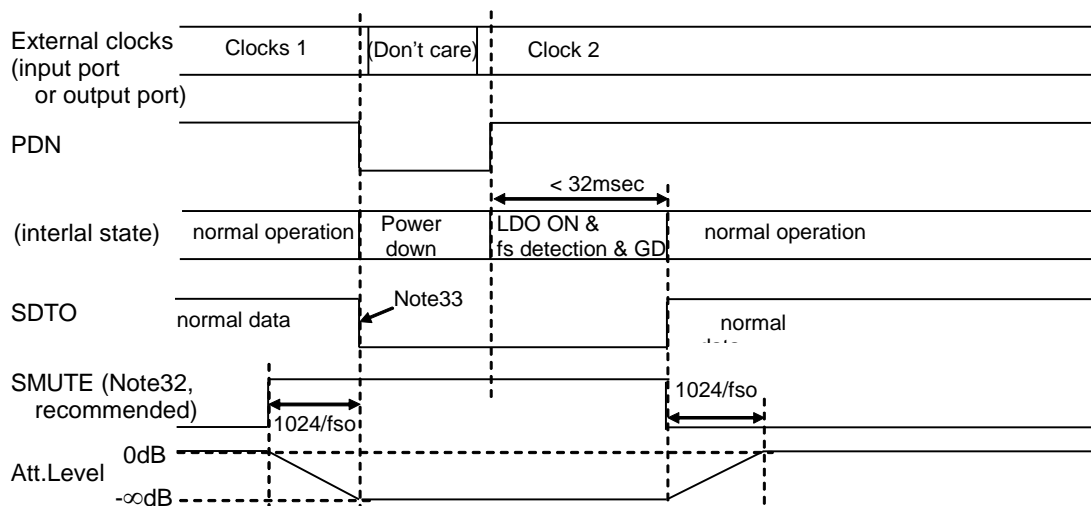 External clocks
(input port
or output port)
Clocks 1
(Don't care)
Clock 2
PDN
< 32msec
(interlal state)
normal operation
Power
down
LDO ON &
fs detection & GD
normal operation
SDTO
normal data
Note33
normal
SMUTE (Note32,
recommended)
1024/fso
1024/fso
Att.Level
0dB
-∞dB